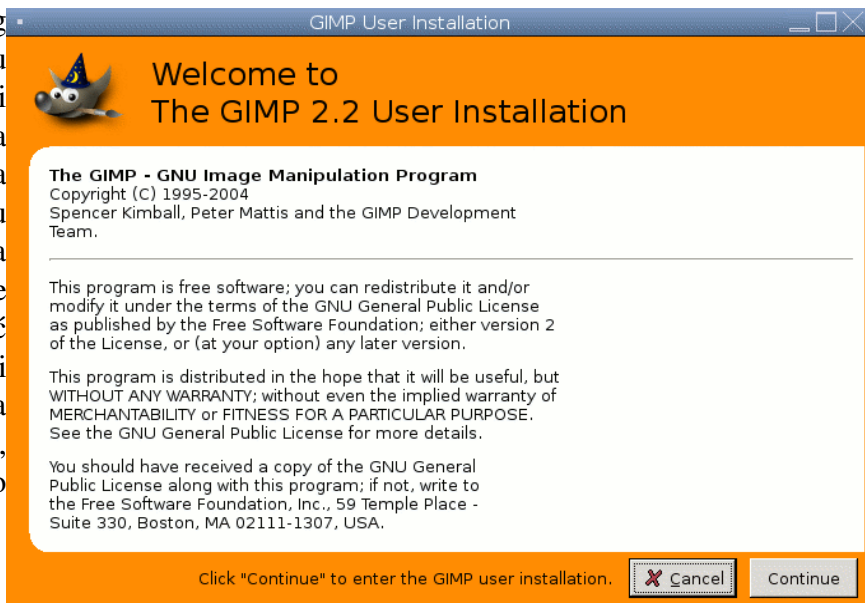 GIMP User Installation
Welcome to
The GIMP 2.2 User Installation
The GIMP - GNU Image Manipulation Program
Copyright (C) 1995-2004
Spencer Kimball, Peter Mattis and the GIMP Development
Team.
This program is free software; you can redistribute it and/or
modify it under the terms of the GNU General Public License
as published by the Free Software Foundation; either version 2
of the License, or (at your option) any later version.
This program is distributed in the hope that it will be useful, but
WITHOUT ANY WARRANTY; without even the implied warranty of
MERCHANTABILITY or FITNESS FOR A PARTICULAR PURPOSE.
See the GNU General Public License for more details.
You should have received a copy of the GNU General
Public License along with this program; if not, write to
the Free Software Foundation, Inc., 59 Temple Place -
Suite 330, Boston, MA 02111-1307, USA.
Click "Continue" to enter the GIMP user installation.
Cancel
Continue